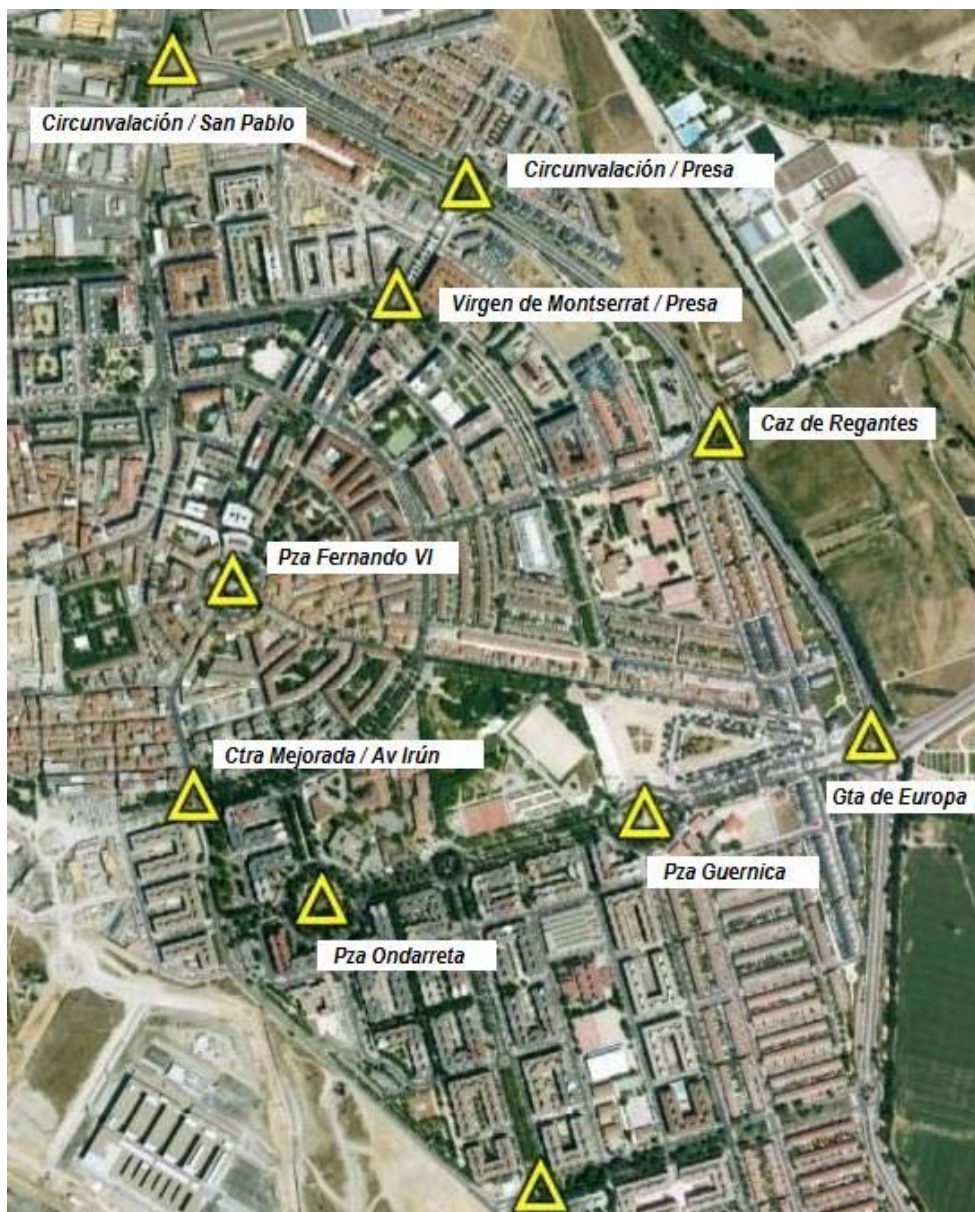 Circunvalación / San Pablo
Circunvalación / Presa
Virgen de Montserrat / Presa
Caz de Regantes
Pza Fernando VI
Ctra Mejorada / Av Irún
Gta de Europa
Pza Guernica
Pza Ondarreta